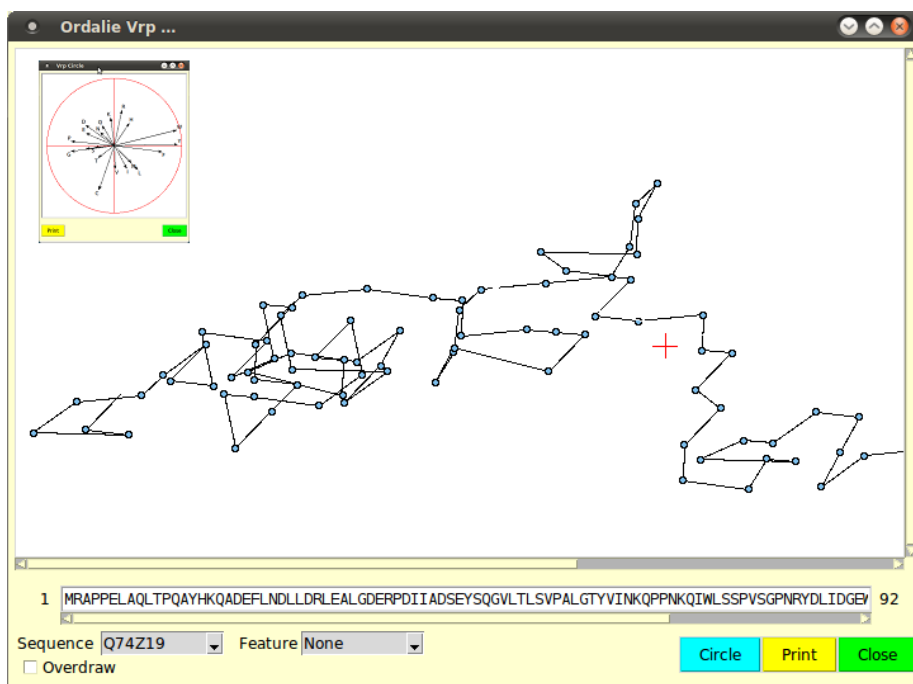 Ordalie Vrp ...
Vrp Circle
Print
Close
1 MRAPPELAQLTPQAYHKQADEFLNDLLDRLEALGDERPDIIADSEYSQGVLTLSVPALGTYVINKQPPNKQIWLSSPVSGPNRYDLIDGEW 92
Sequence Q74Z19 Feature None
Overdraw
Circle Print Close